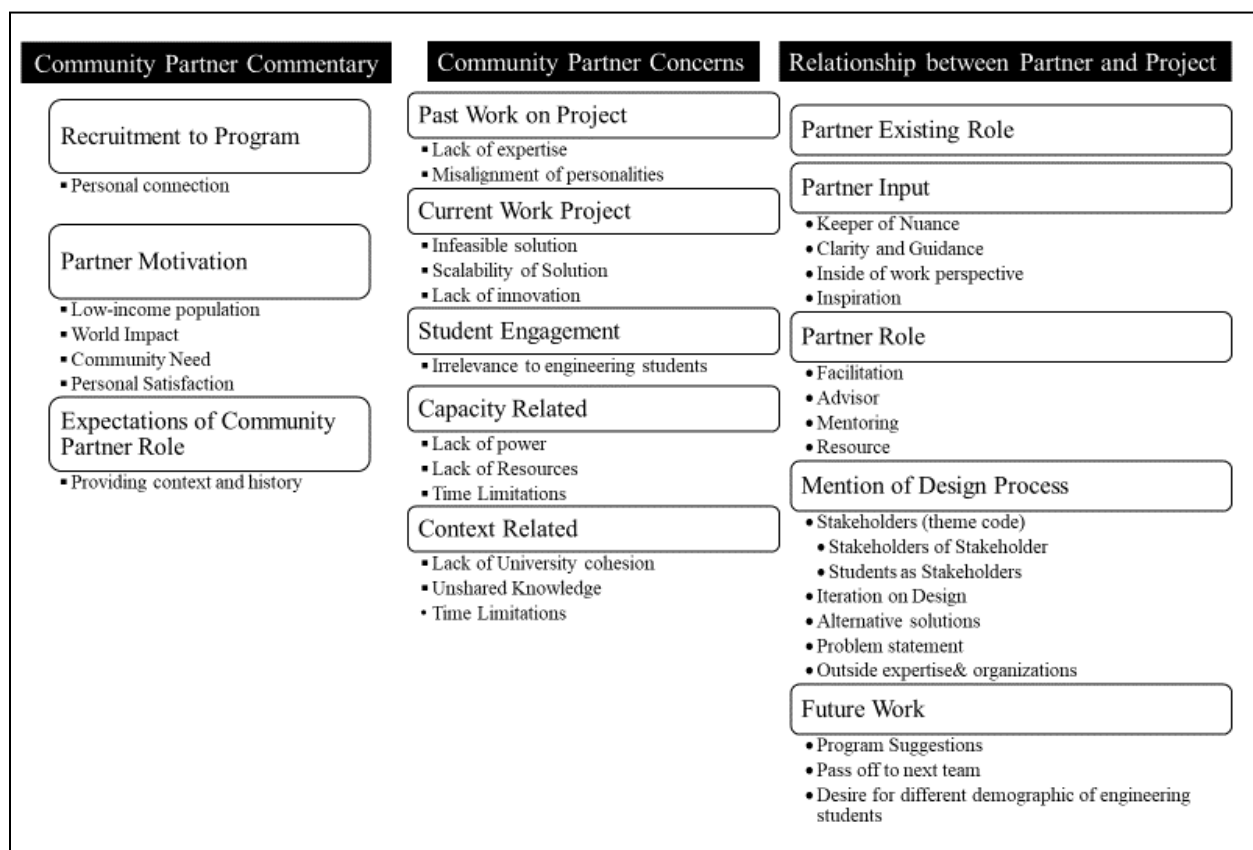 Community Partner Commentary
Recruitment to Program
▪ Personal connection
Partner Motivation
▪ Low-income population
▪ World Impact
▪ Community Need
▪ Personal Satisfaction
Expectations of Community
Partner Role
▪ Providing context and history
Community Partner Concerns
Past Work on Project
▪ Lack of expertise
▪ Misalignment of personalities
Current Work Project
▪ Infeasible solution
▪ Scalability of Solution
▪ Lack of innovation
Student Engagement
▪ Irrelevance to engineering students
Capacity Related
▪ Lack of power
▪ Lack of Resources
▪ Time Limitations
Context Related
▪ Lack of University cohesion
▪ Unshared Knowledge
• Time Limitations
Relationship between Partner and Project
Partner Existing Role
Partner Input
• Keeper of Nuance
• Clarity and Guidance
• Inside of work perspective
• Inspiration
Partner Role
• Facilitation
• Advisor
• Mentoring
• Resource
Mention of Design Process
• Stakeholders (theme code)
• Stakeholders of Stakeholder
• Students as Stakeholders
• Iteration on Design
• Alternative solutions
• Problem statement
• Outside expertise& organizations
Future Work
• Program Suggestions
• Pass off to next team
• Desire for different demographic of engineering
students